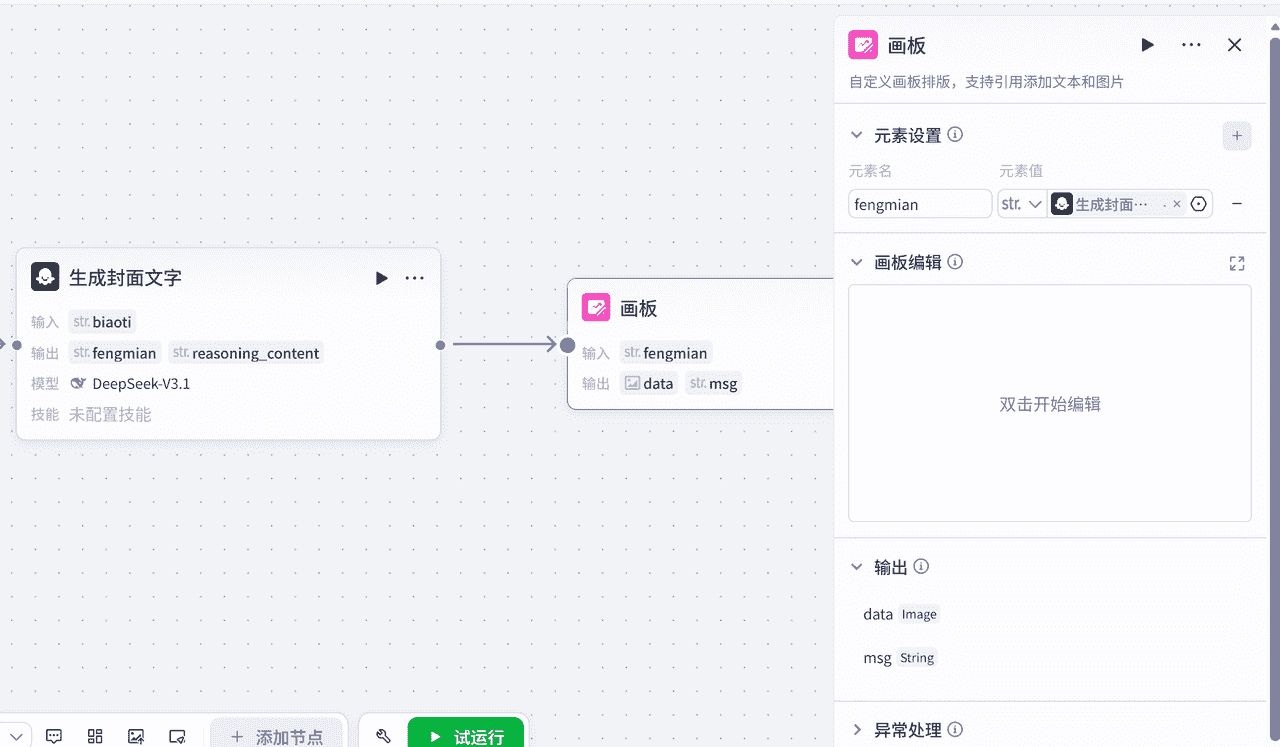 画板
自定义画板排版，支持引用添加文本和图片
元素设置
元素名 元素值
fengmian str. 生成封面…
画板编辑
双击开始编辑
输出
data Image
msg String
异常处理
生成封面文字
输入 str. biaoti
输出 str. fengmian str. reasoning_content
模型 DeepSeek-V3.1
技能 未配置技能
画板
输入 str. fengmian
输出 data str. msg
添加节点
试运行